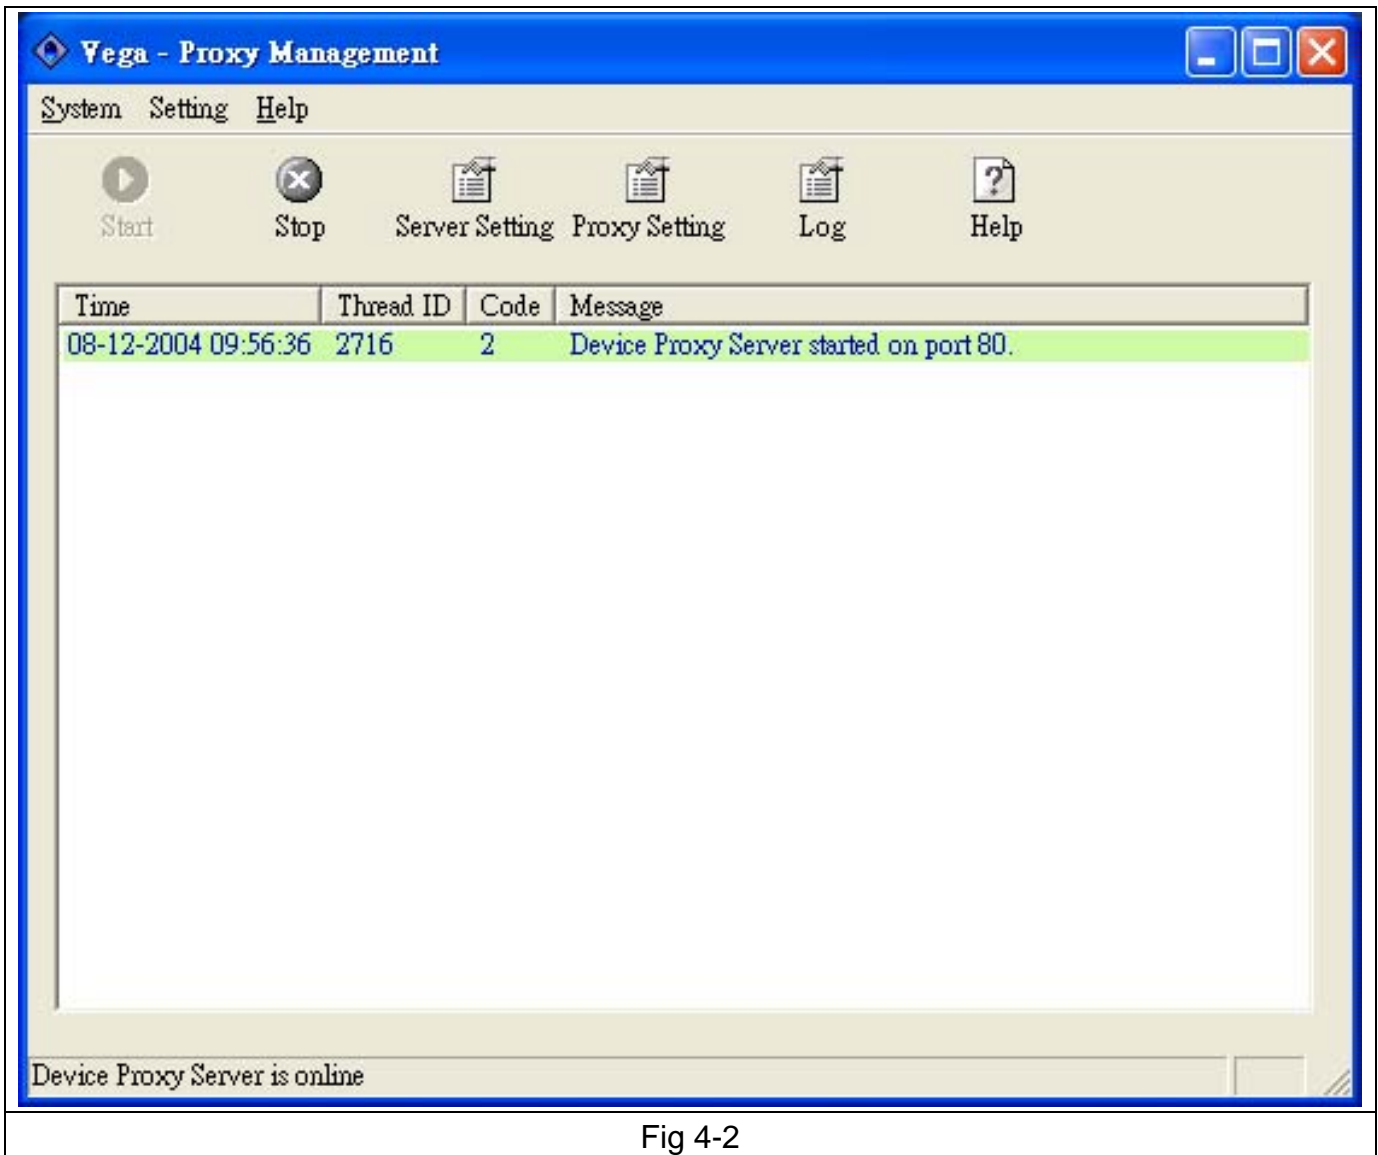 Vega - Proxy Management
System Setting Help
Start Stop Server Setting Proxy Setting Log Help
Time Thread ID Code Message
08-12-2004 09:56:36 2716 2 Device Proxy Server started on port 80.
Device Proxy Server is online
Fig 4-2